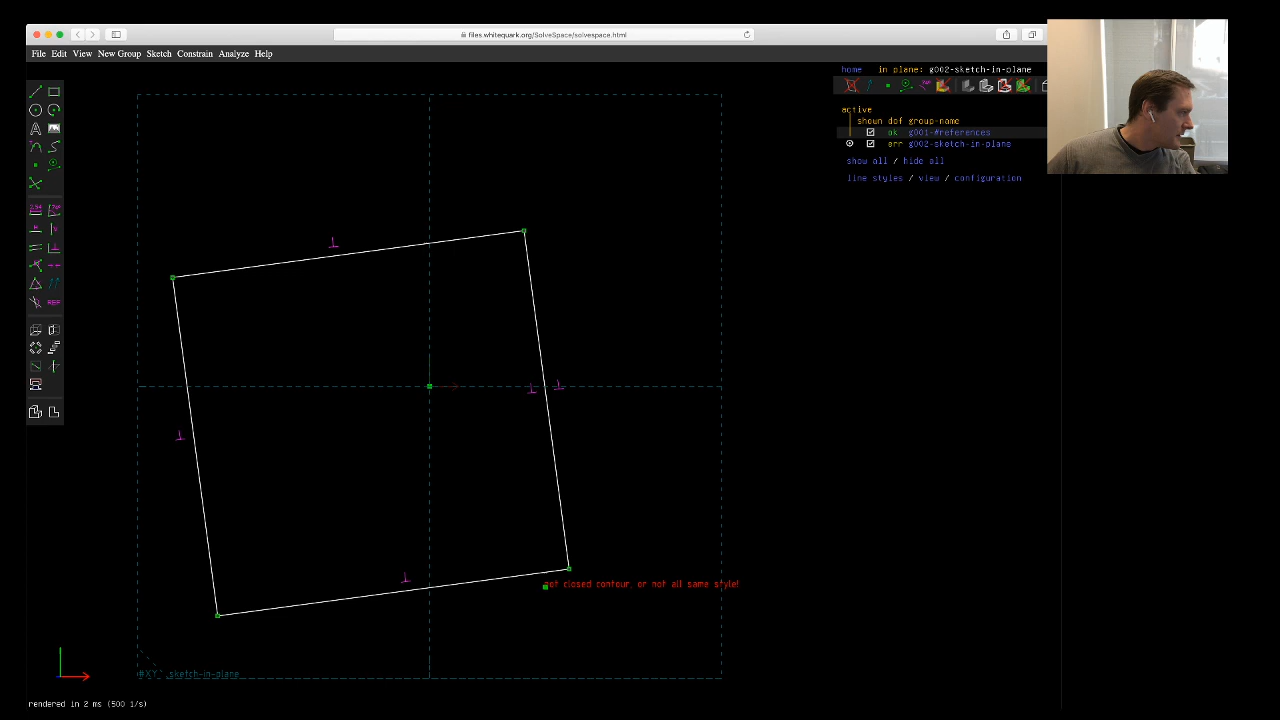 files.whitequark.org/SolveSpace/solvespace.html
File Edit View New Group Sketch Constrain Analyze Help
home in plane: g002-sketch-in-plane
active
shown dof group-name
ok g001-#references
err g002-sketch-in-plane
show all / hide all
line styles / view / configuration
not closed contour, or not all same style!
#XY
sketch-in-plane
rendered in 2 ms (500 1/s)